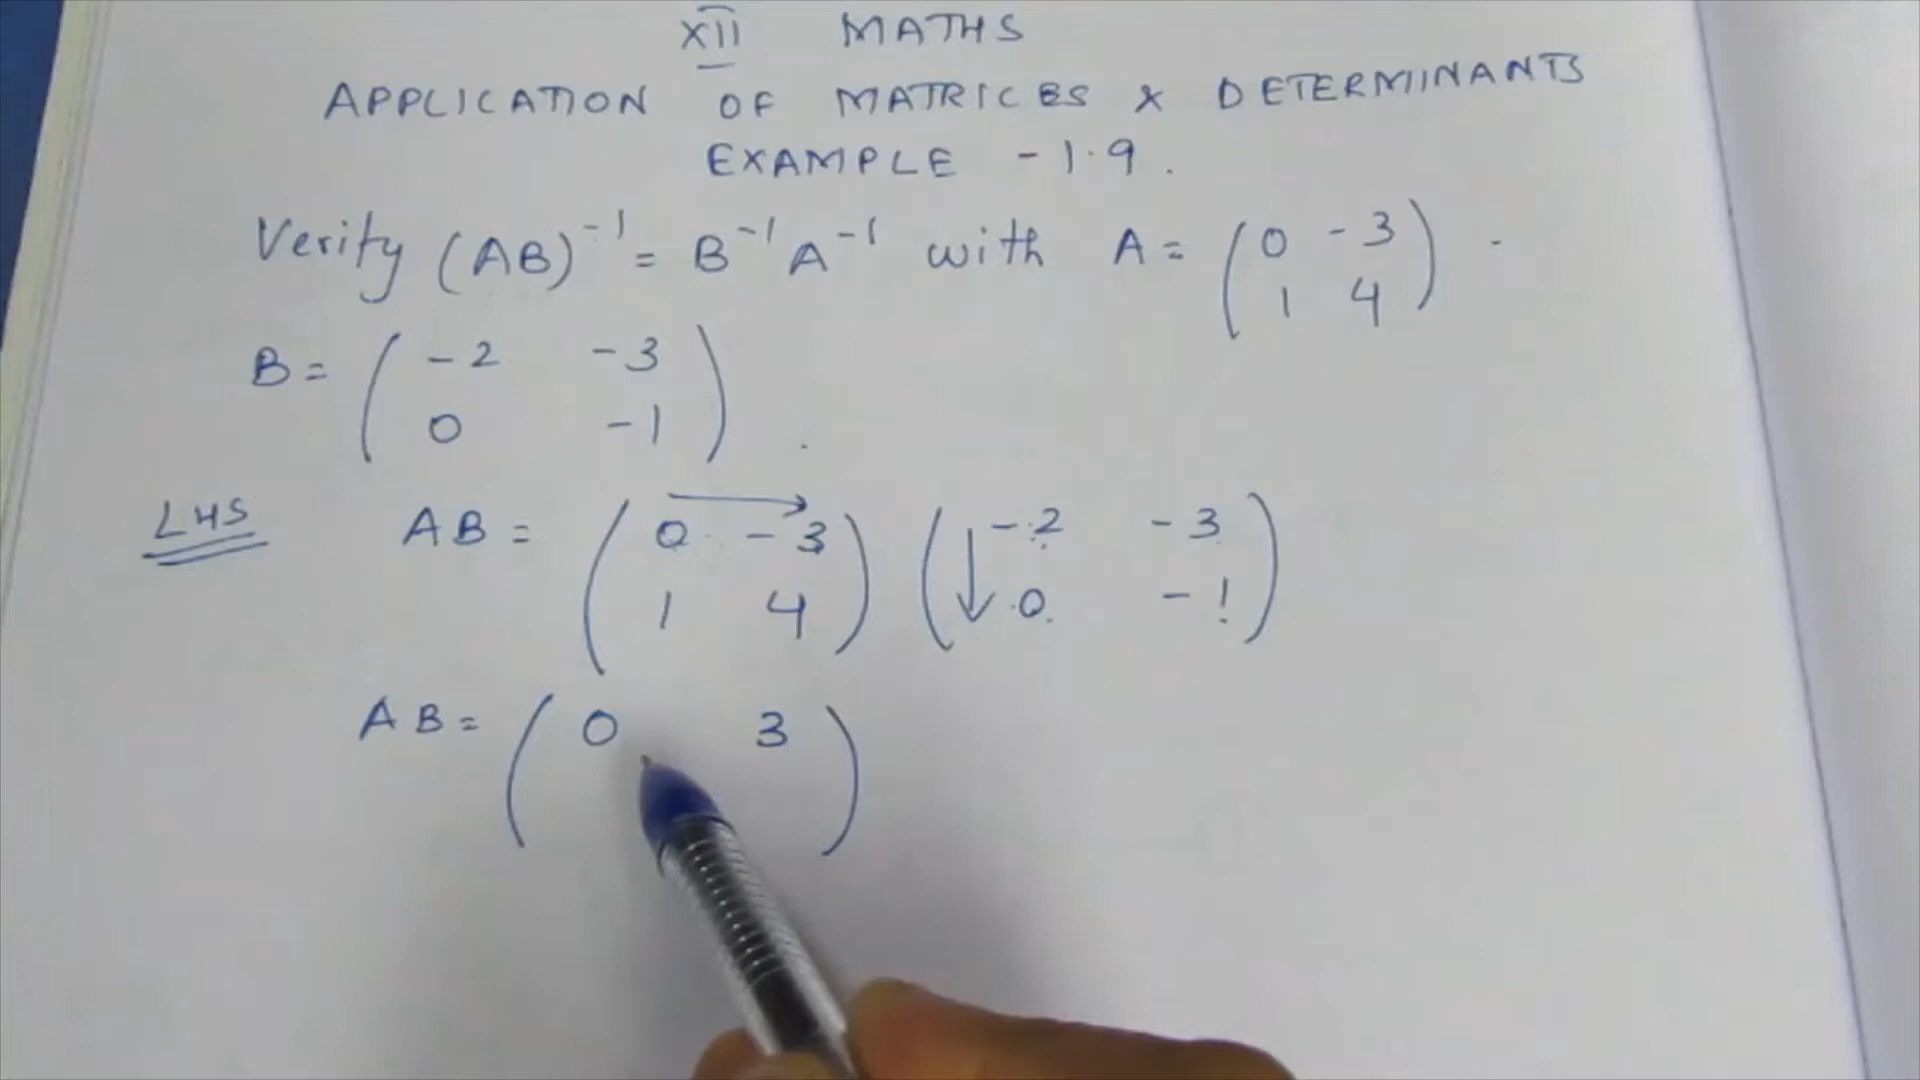 XII MATHS
APPLICATION OF MATRICES & DETERMINANTS
EXAMPLE - 1.9.
Verify (AB)⁻¹ = B⁻¹A⁻¹ with A = (0 -3
1 4)
B = (-2 -3
0 -1).
LHS AB = (0 -3 (-2 -3
1 4) 0 -1)
AB = (0 3)